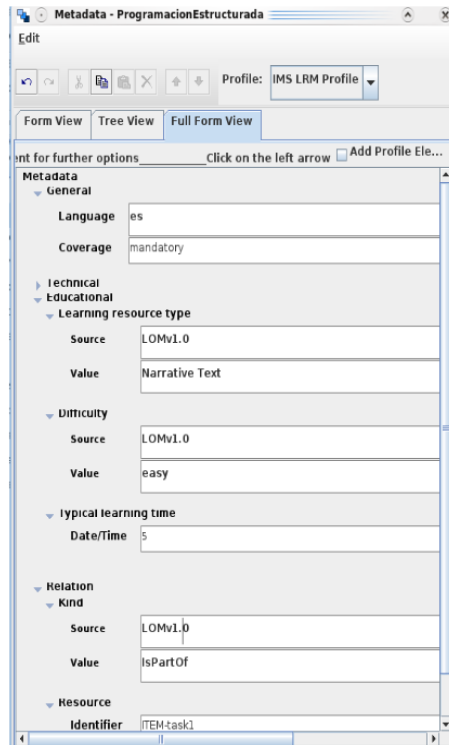 Metadata - ProgramacionEstructurada
Edit
Profile: IMS LRM Profile
Form View Tree View Full Form View
ent for further options________Click on the left arrow Add Profile Ele...
Metadata
General
Language es
Coverage mandatory
Technical
Educational
Learning resource type
Source LOMv1.0
Value Narrative Text
Difficulty
Source LOMv1.0
Value easy
Typical learning time
Date/Time 5
Relation
Kind
Source LOMv1.0
Value IsPartOf
Resource
Identifier ITEM-task1